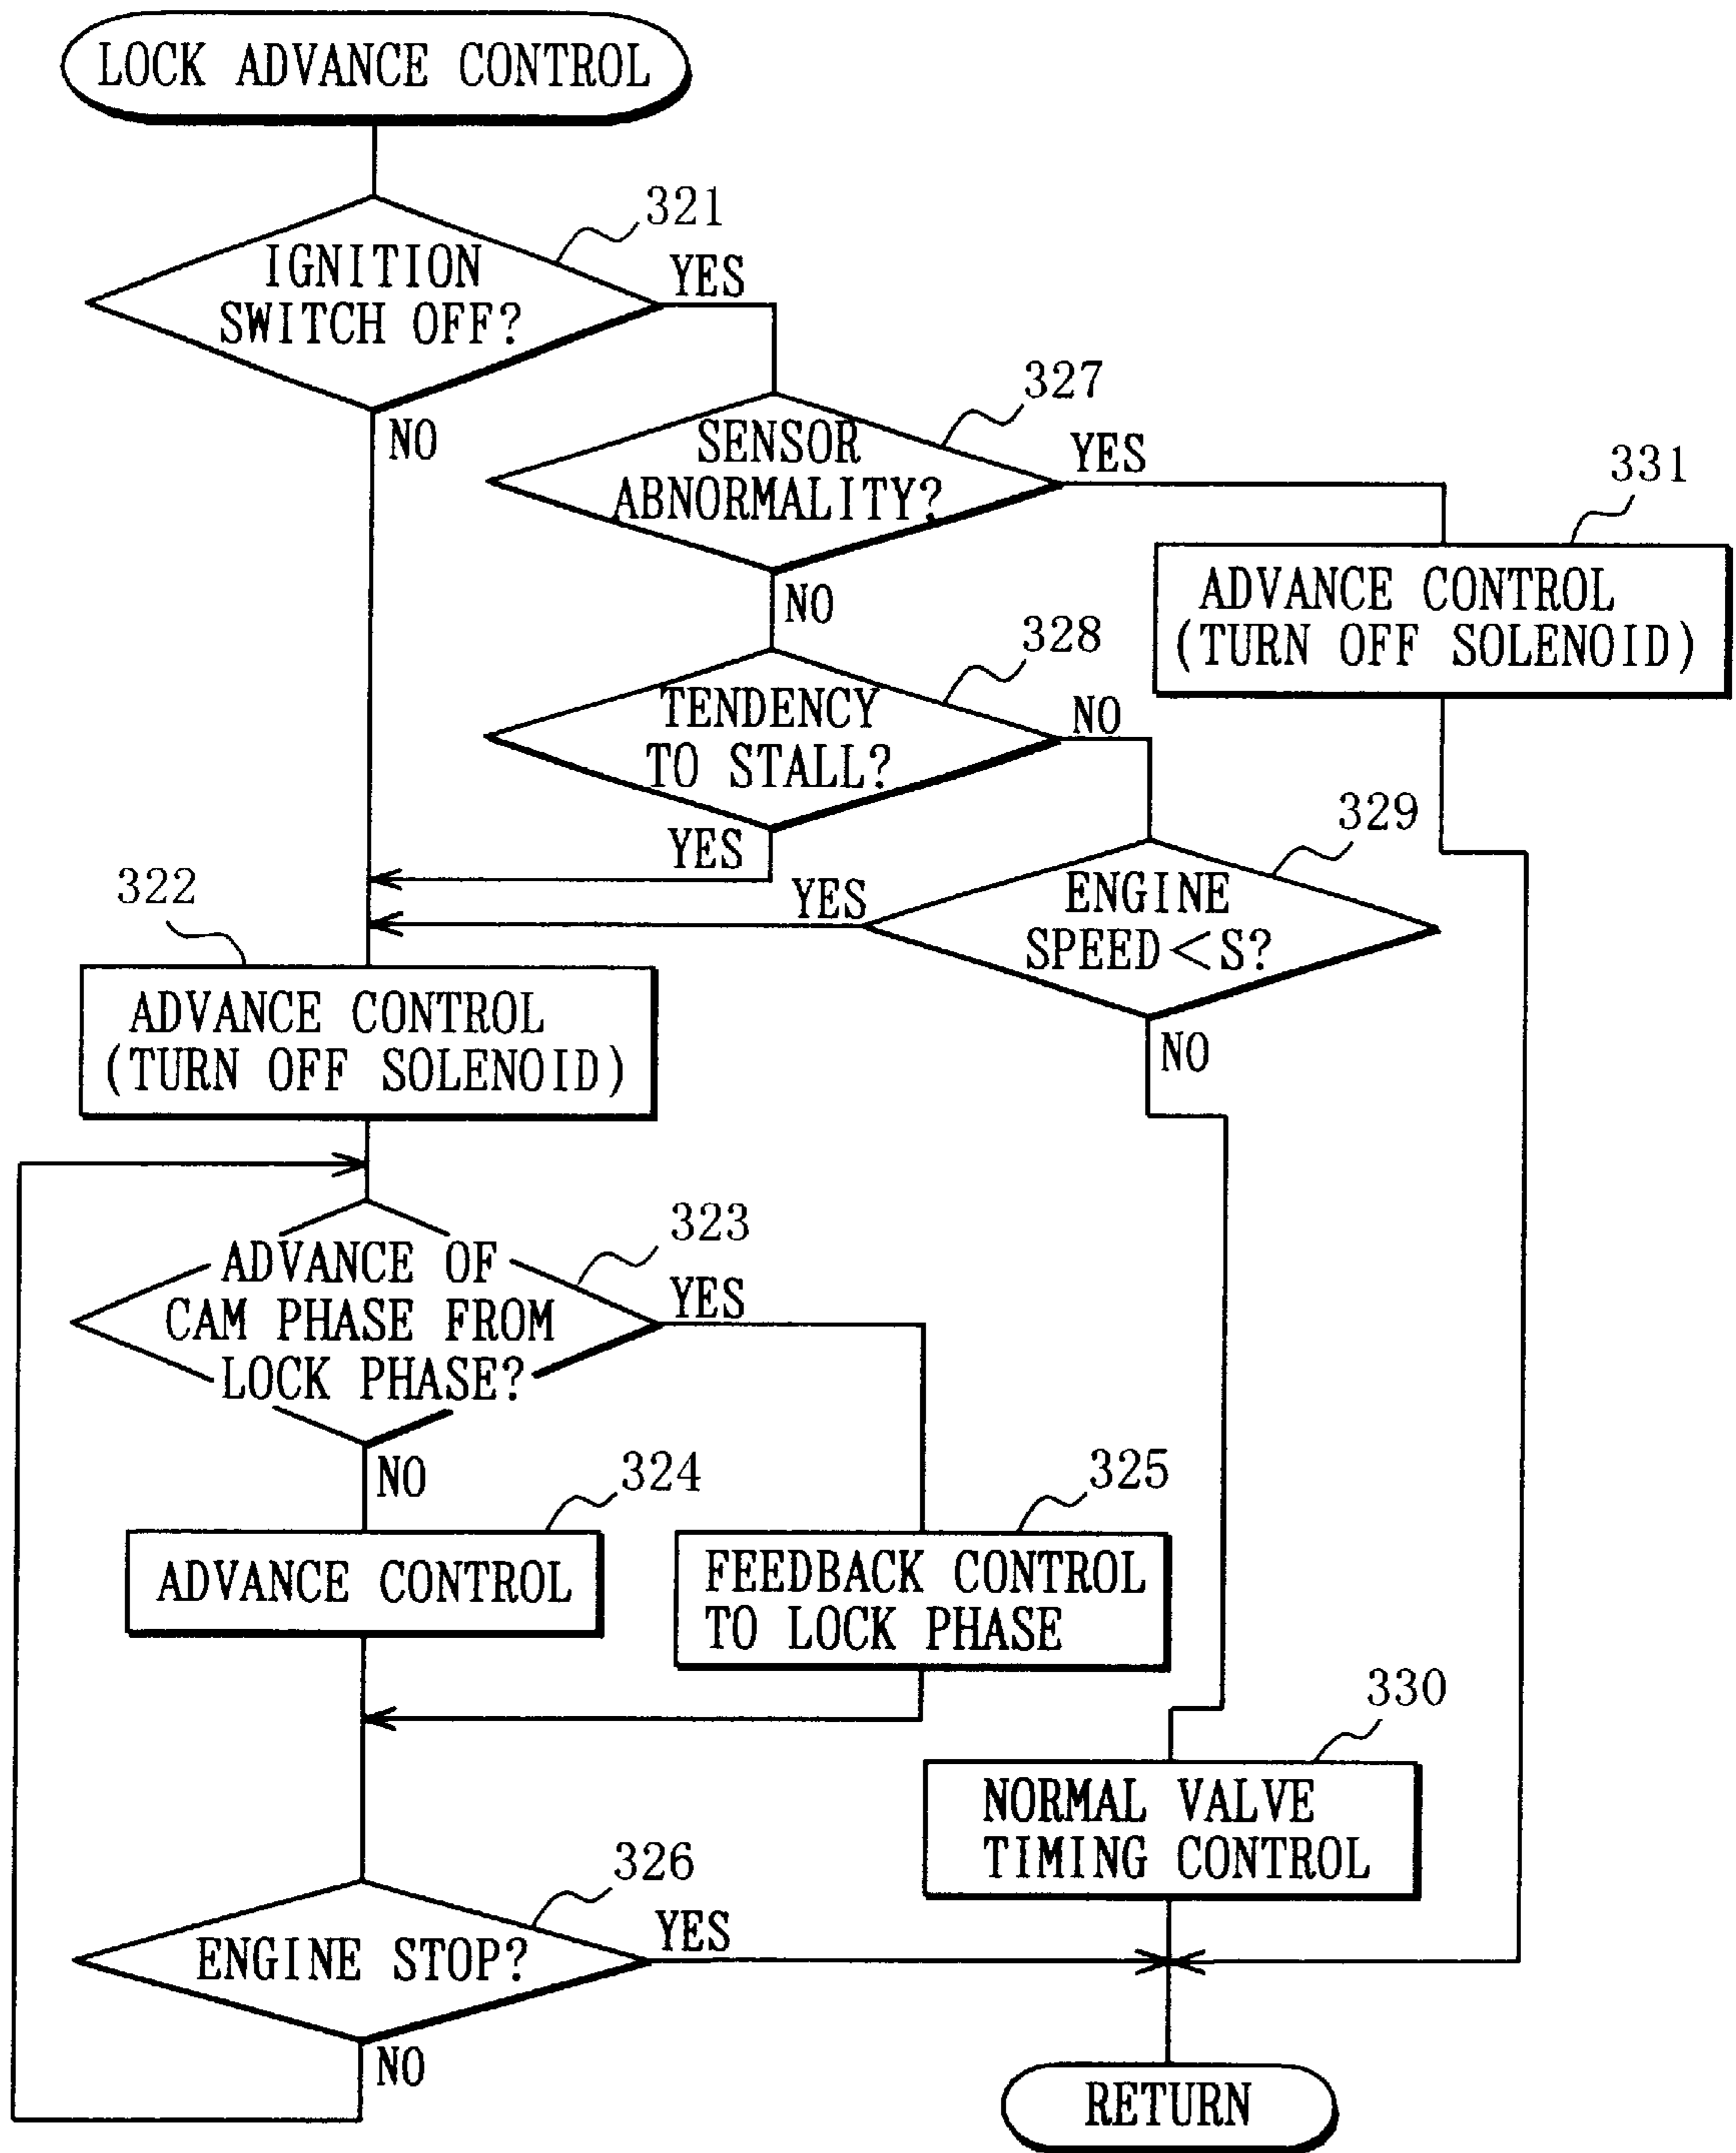 LOCK ADVANCE CONTROL
321
IGNITION
SWITCH OFF?
YES
NO
327
SENSOR
ABNORMALITY?
YES
NO
331
ADVANCE CONTROL
(TURN OFF SOLENOID)
328
TENDENCY
TO STALL?
NO
YES
329
ENGINE
SPEED<S?
YES
NO
322
ADVANCE CONTROL
(TURN OFF SOLENOID)
323
ADVANCE OF
CAM PHASE FROM
LOCK PHASE?
YES
NO
324
ADVANCE CONTROL
325
FEEDBACK CONTROL
TO LOCK PHASE
330
NORMAL VALVE
TIMING CONTROL
326
ENGINE STOP?
YES
NO
RETURN